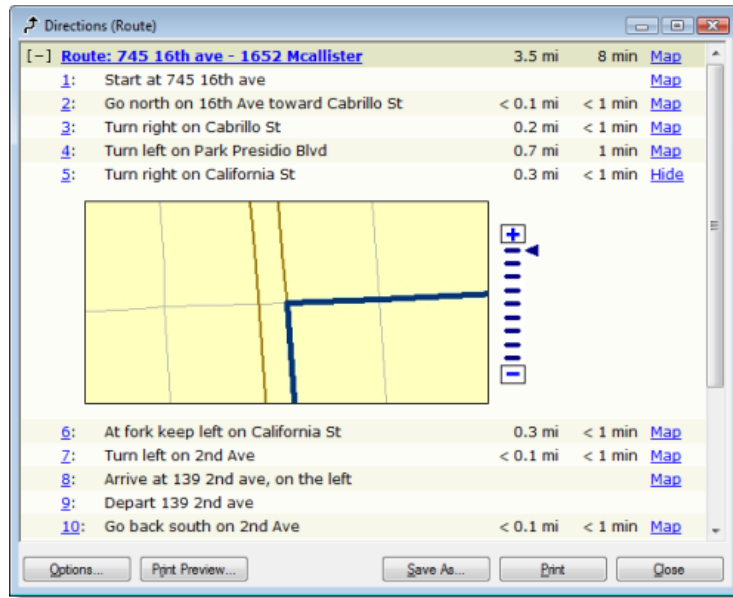 Directions (Route)
[-] Route: 745 16th ave - 1652 Mcallister 3.5 mi 8 min Map
1: Start at 745 16th ave Map
2: Go north on 16th Ave toward Cabrillo St < 0.1 mi < 1 min Map
3: Turn right on Cabrillo St 0.2 mi < 1 min Map
4: Turn left on Park Presidio Blvd 0.7 mi 1 min Map
5: Turn right on California St 0.3 mi < 1 min Hide
6: At fork keep left on California St 0.3 mi < 1 min Map
7: Turn left on 2nd Ave < 0.1 mi < 1 min Map
8: Arrive at 139 2nd ave, on the left Map
9: Depart 139 2nd ave
10: Go back south on 2nd Ave < 0.1 mi < 1 min Map
Options... Print Preview... Save As... Print Close